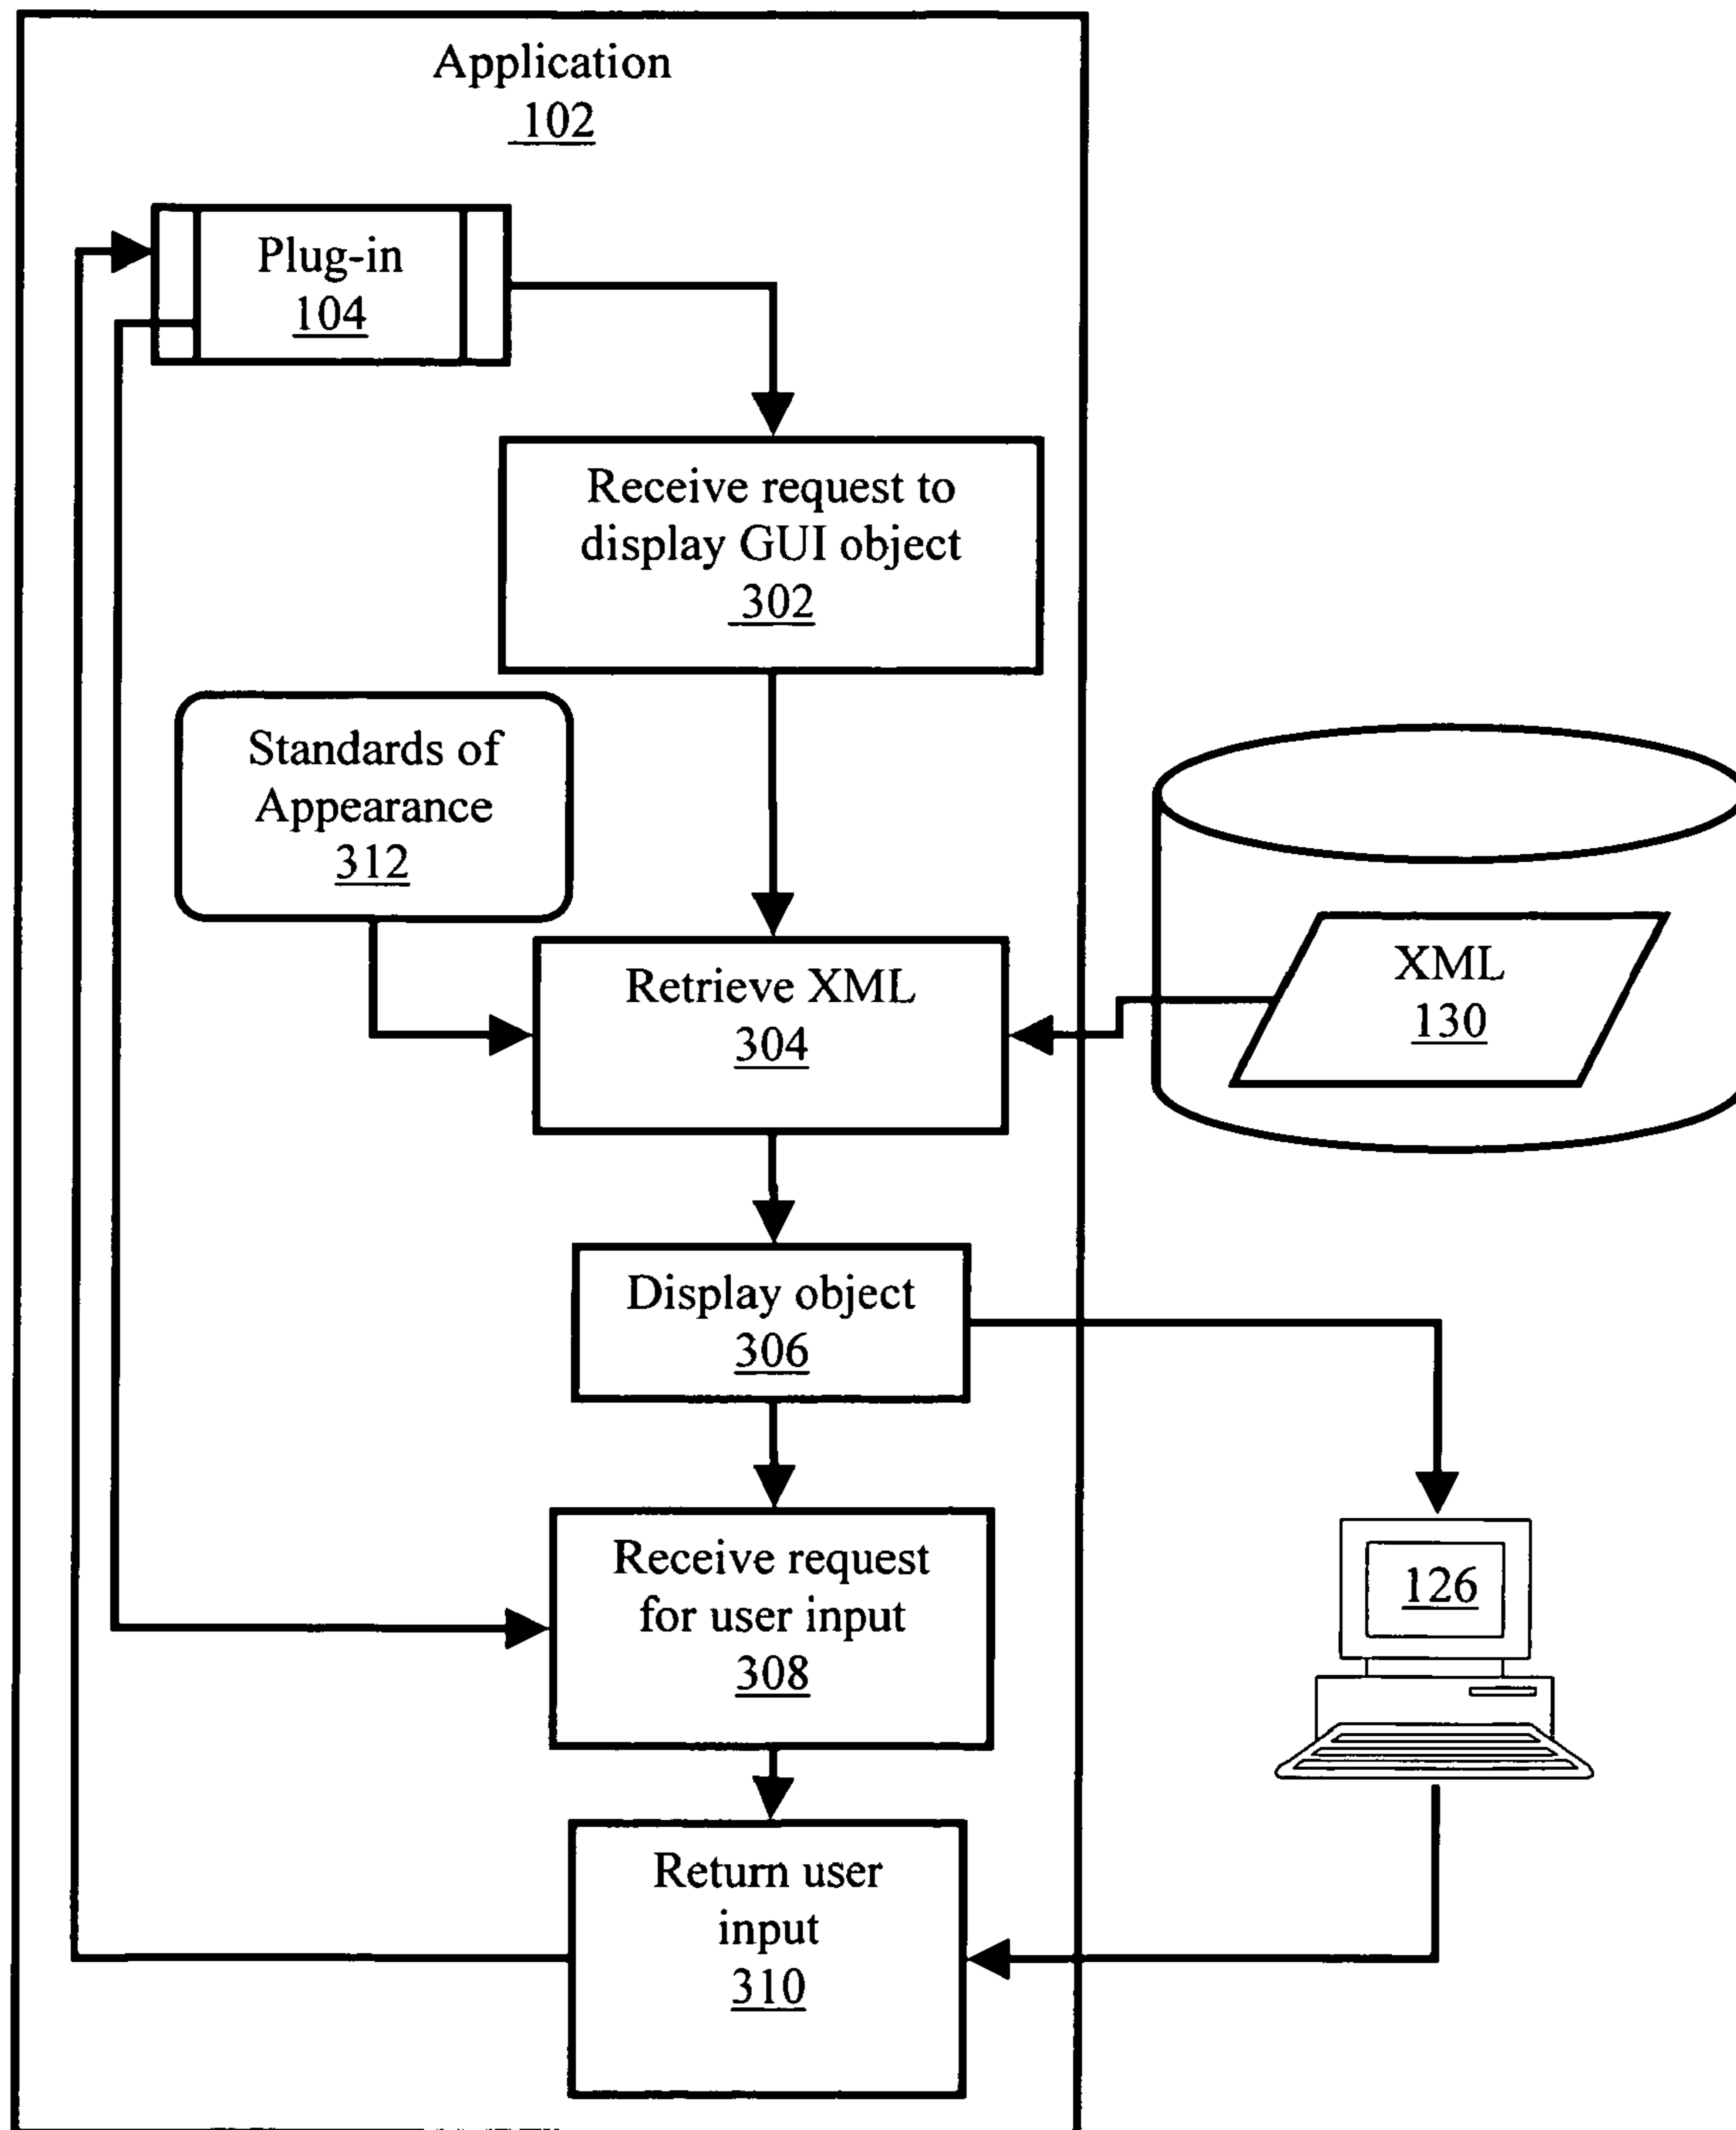 Application
102
Plug-in
104
Receive request to
display GUI object
302
Standards of
Appearance
312
Retrieve XML
304
XML
130
Display object
306
Receive request
for user input
308
126
Return user
input
310